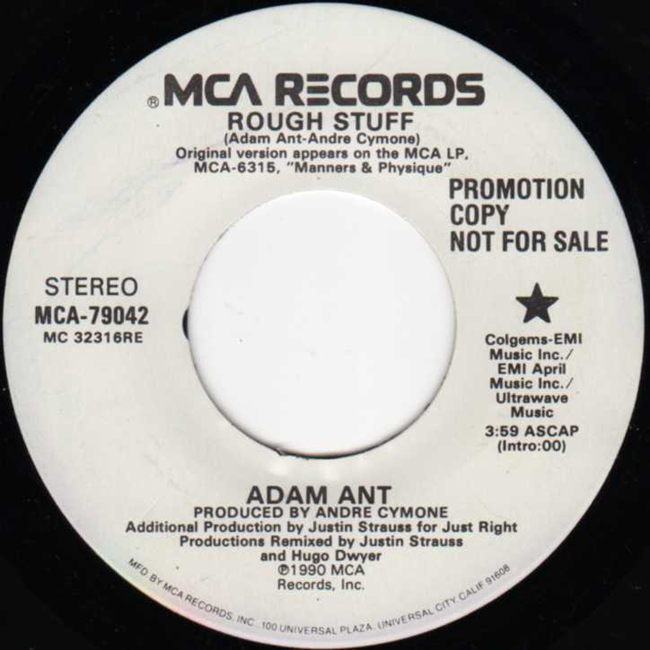 ® MCA RECORDS
ROUGH STUFF
(Adam Ant-Andre Cymone)
Original version appears on the MCA LP,
MCA-6315, "Manners & Physique"
PROMOTION
COPY
NOT FOR SALE
STEREO
MCA-79042
MC 32316RE
Colgems-EMI
Music Inc./
EMI April
Music Inc./
Ultrawave
Music
3:59 ASCAP
(Intro:00)
ADAM ANT
PRODUCED BY ANDRE CYMONE
Additional Production by Justin Strauss for Just Right
Productions Remixed by Justin Strauss
and Hugo Dwyer
℗1990 MCA
Records, Inc.
MFD BY MCA RECORDS, INC., 100 UNIVERSAL PLAZA, UNIVERSAL CITY, CALIF 91608